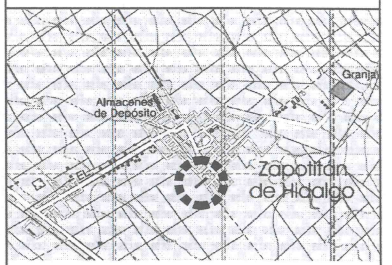 Granja
Almacenes
de Depósito
Zapotitán
de Hidalgo